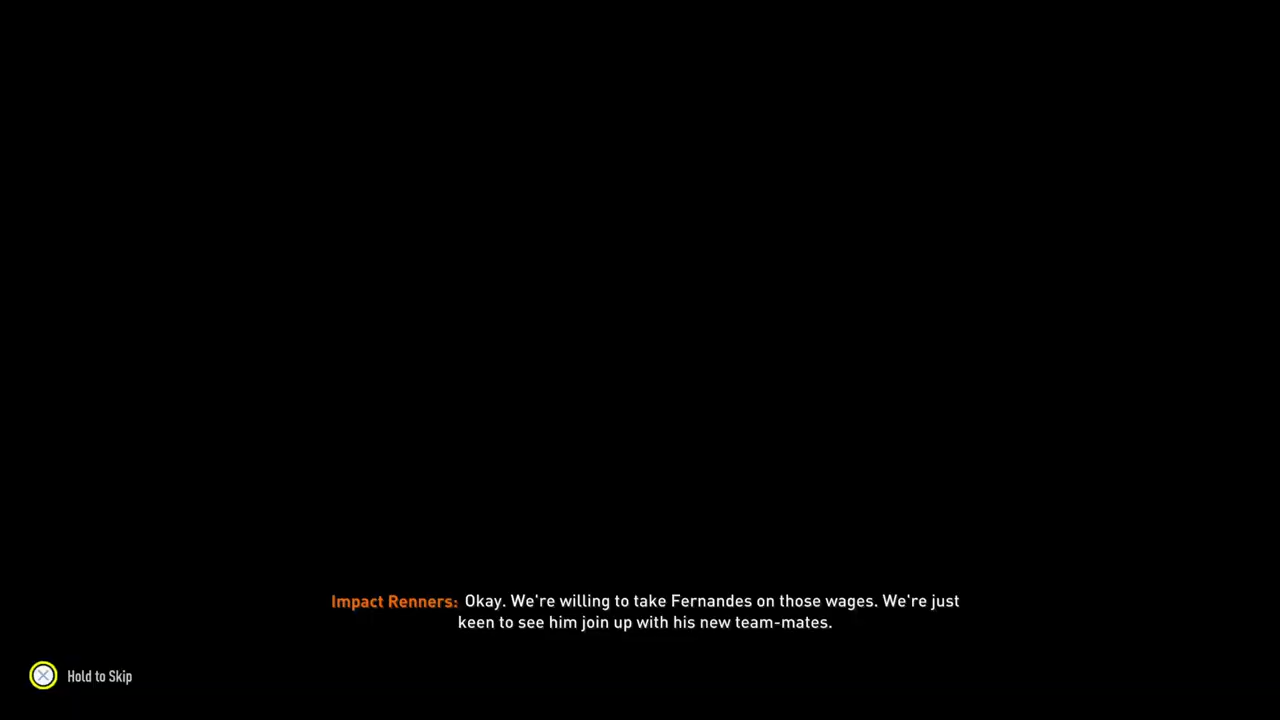 Impact Renners: Okay. We're willing to take Fernandes on those wages. We're just
keen to see him join up with his new team-mates.
Hold to Skip